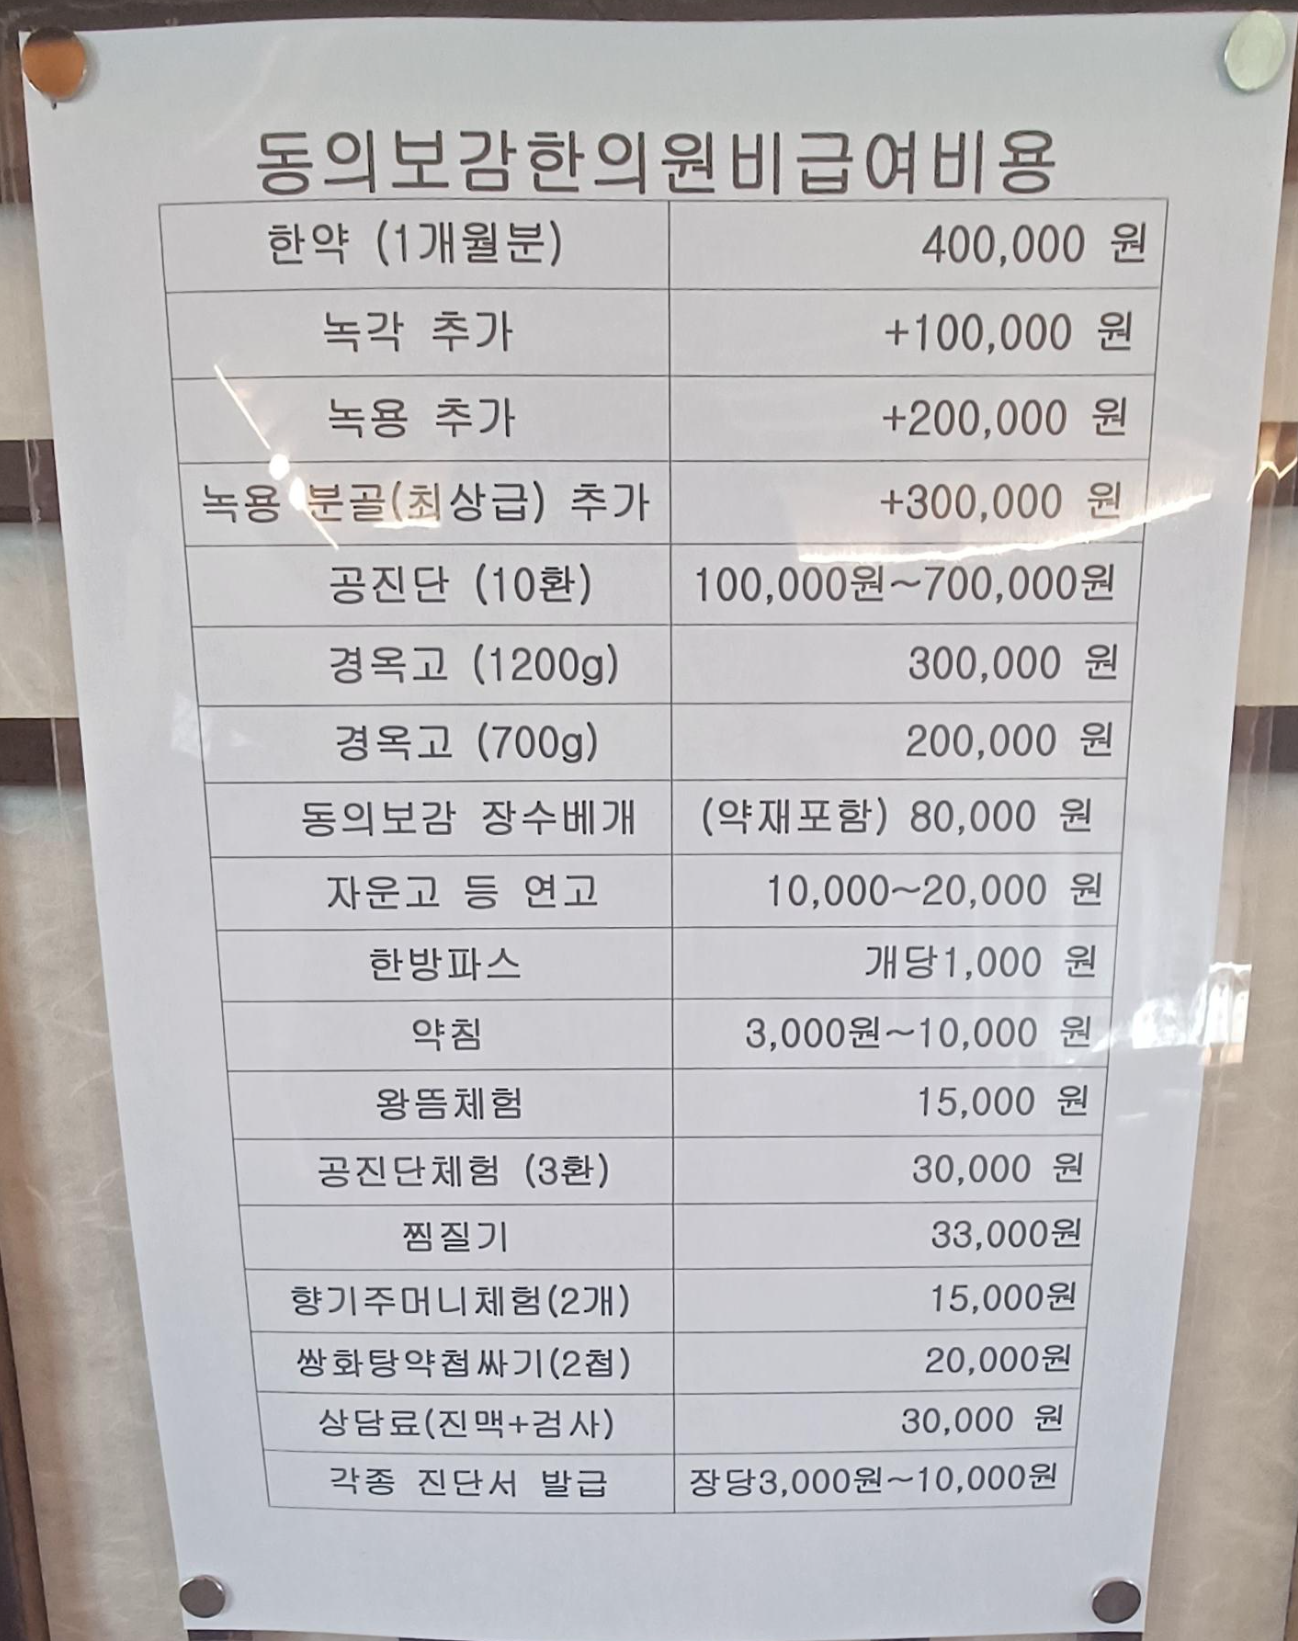 동의보감한의원비급여비용
한약 (1개월분) 400,000 원
녹각 추가 +100,000 원
녹용 추가 +200,000 원
녹용 분골(최상급) 추가 +300,000 원
공진단 (10환) 100,000원~700,000원
경옥고 (1200g) 300,000 원
경옥고 (700g) 200,000 원
동의보감 장수베개 (약재포함) 80,000 원
자운고 등 연고 10,000~20,000 원
한방파스 개당1,000 원
약침 3,000원~10,000 원
왕뜸체험 15,000 원
공진단체험 (3환) 30,000 원
찜질기 33,000원
향기주머니체험(2개) 15,000원
쌍화탕약첩싸기(2첩) 20,000원
상담료(진맥+검사) 30,000 원
각종 진단서 발급 장당3,000원~10,000원